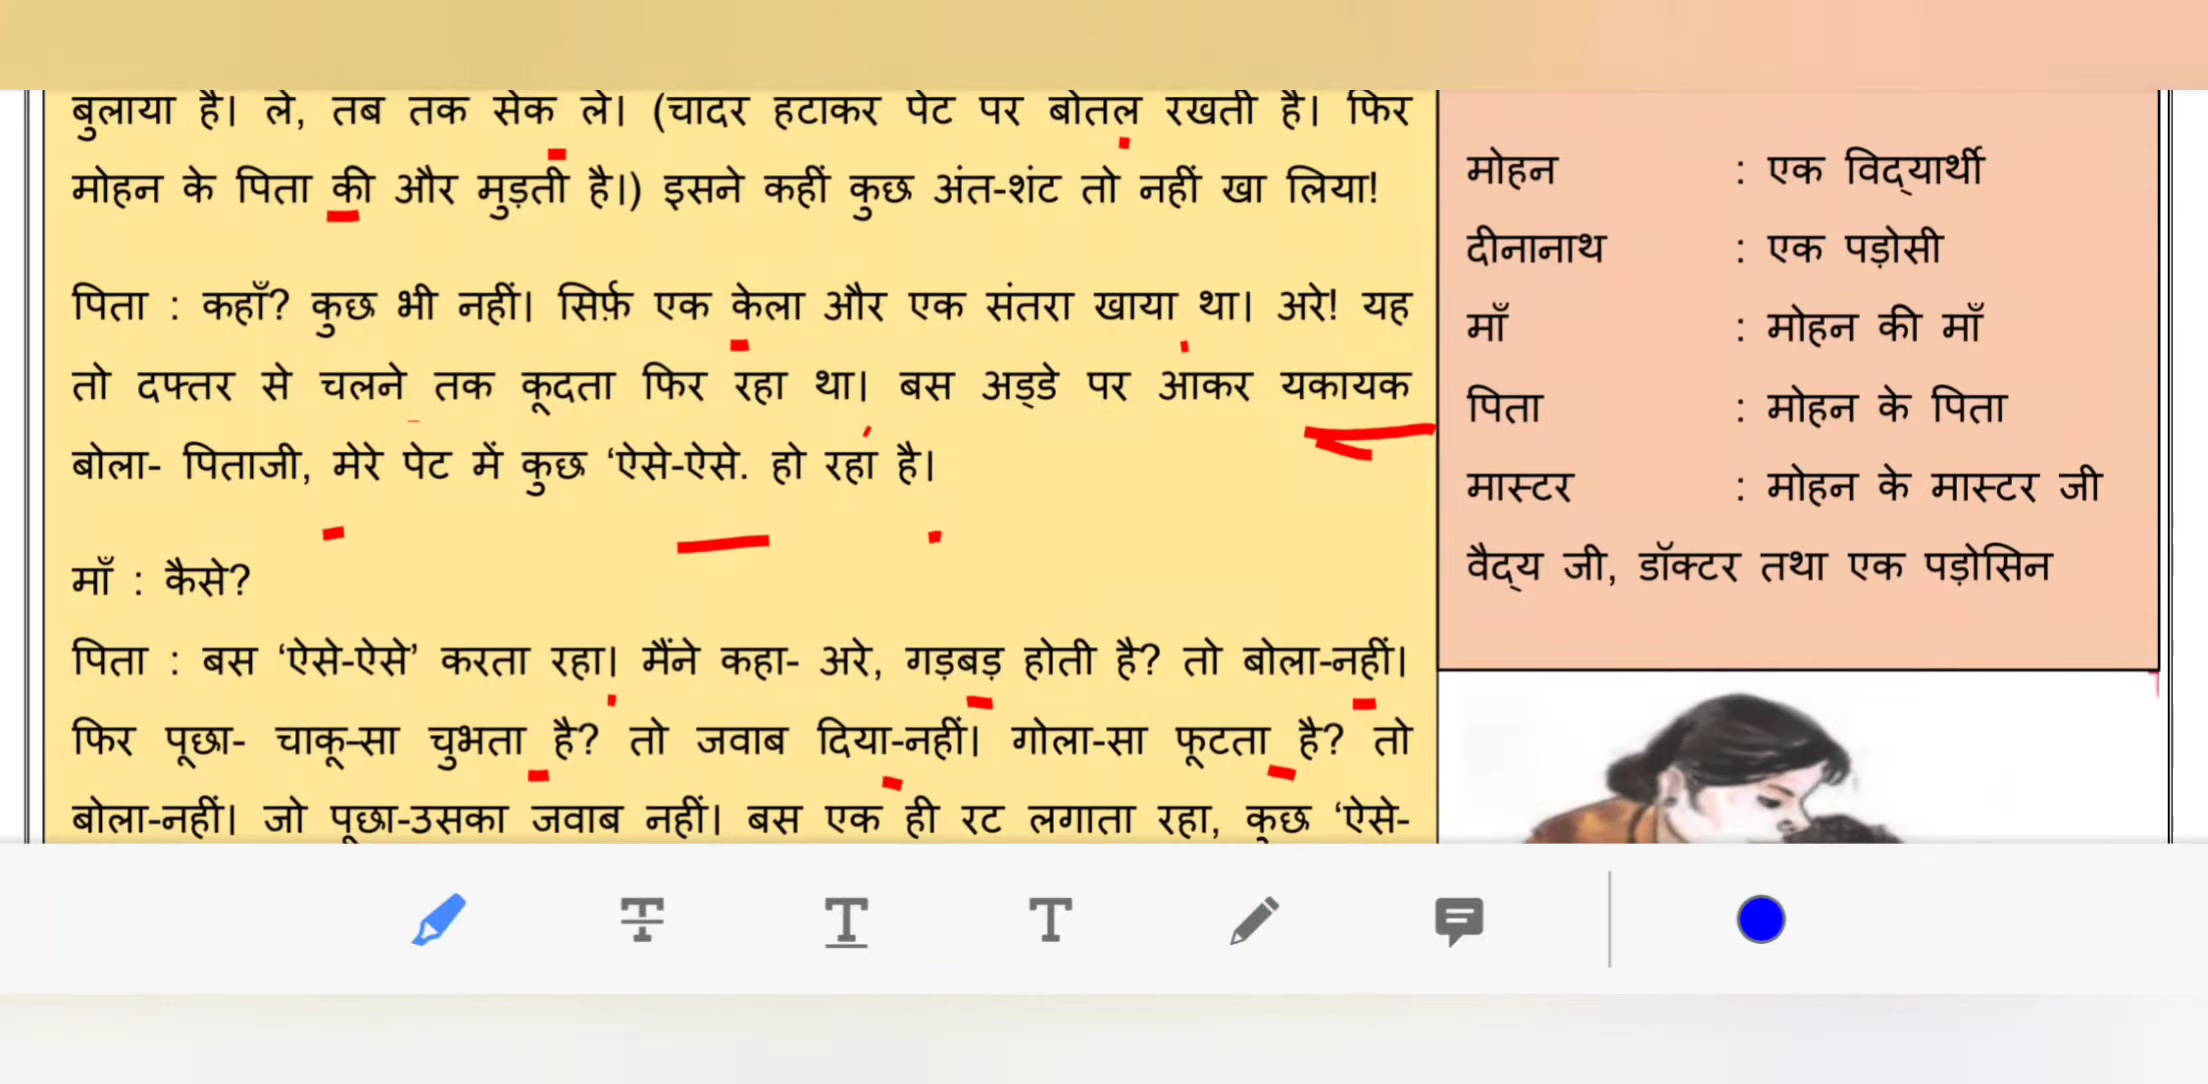 बुलाया है। ले, तब तक सेक ले। (चादर हटाकर पेट पर बोतल रखती है। फिर
मोहन के पिता की और मुड़ती है।) इसने कहीं कुछ अंत-शंट तो नहीं खा लिया!
पिता : कहाँ? कुछ भी नहीं। सिर्फ़ एक केला और एक संतरा खाया था। अरे! यह
तो दफ्तर से चलने तक कूदता फिर रहा था। बस अड्डे पर आकर यकायक
बोला- पिताजी, मेरे पेट में कुछ ‘ऐसे-ऐसे. हो रहा है।
माँ : कैसे?
पिता : बस ‘ऐसे-ऐसे’ करता रहा। मैंने कहा- अरे, गड़बड़ होती है? तो बोला-नहीं।
फिर पूछा- चाकू-सा चुभता है? तो जवाब दिया-नहीं। गोला-सा फूटता है? तो
बोला-नहीं। जो पूछा-उसका जवाब नहीं। बस एक ही रट लगाता रहा, कुछ ‘ऐसे-
मोहन : एक विद्यार्थी
दीनानाथ : एक पड़ोसी
माँ : मोहन की माँ
पिता : मोहन के पिता
मास्टर : मोहन के मास्टर जी
वैद्य जी, डॉक्टर तथा एक पड़ोसिन